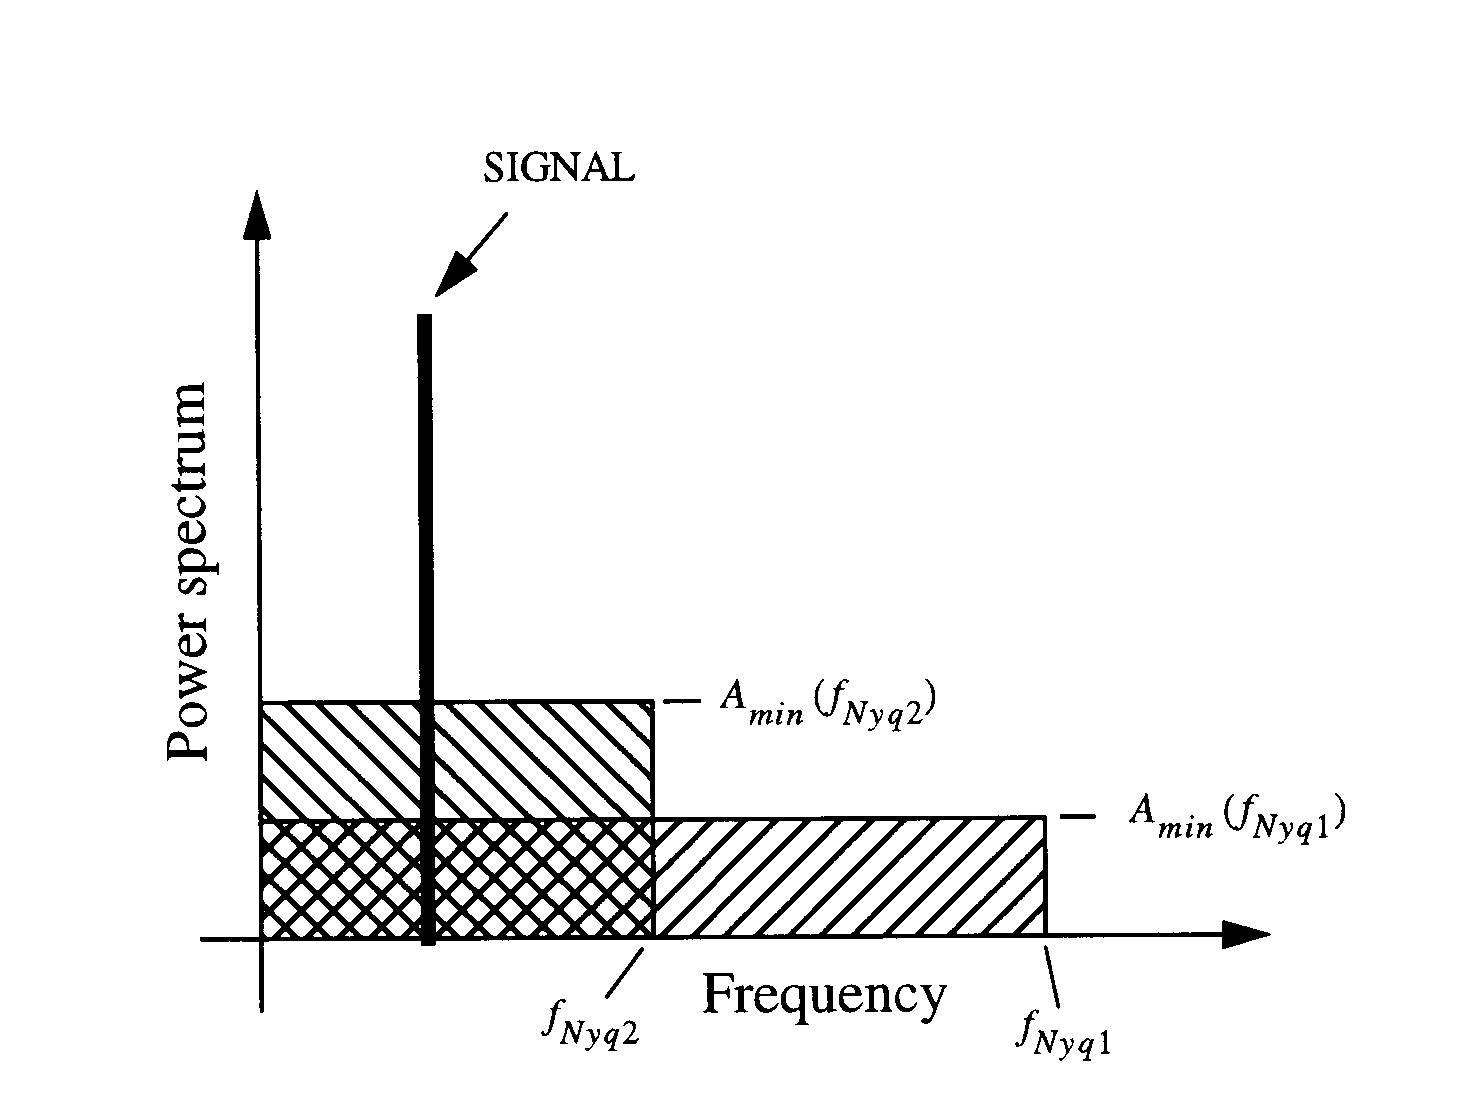 SIGNAL
Power spectrum
A_min (f_Nyq2)
A_min (f_Nyq1)
f_Nyq2
Frequency
f_Nyq1